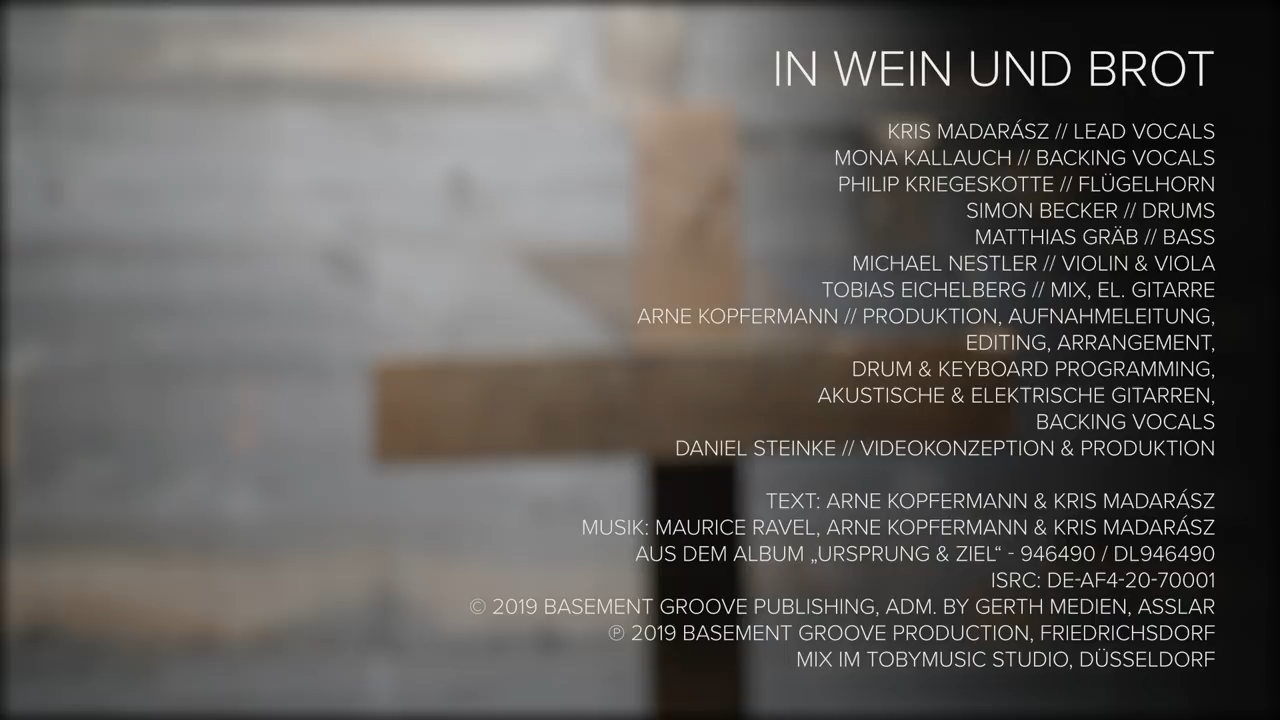 IN WEIN UND BROT
KRIS MADARÁSZ // LEAD VOCALS
MONA KALLAUCH // BACKING VOCALS
PHILIP KRIEGESKOTTE // FLÜGELHORN
SIMON BECKER // DRUMS
MATTHIAS GRÄB // BASS
MICHAEL NESTLER // VIOLIN & VIOLA
TOBIAS EICHELBERG // MIX, EL. GITARRE
ARNE KOPFERMANN // PRODUKTION, AUFNAHMELEITUNG,
EDITING, ARRANGEMENT,
DRUM & KEYBOARD PROGRAMMING,
AKUSTISCHE & ELEKTRISCHE GITARREN,
BACKING VOCALS
DANIEL STEINKE // VIDEOKONZEPTION & PRODUKTION
TEXT: ARNE KOPFERMANN & KRIS MADARÁSZ
MUSIK: MAURICE RAVEL, ARNE KOPFERMANN & KRIS MADARÁSZ
AUS DEM ALBUM „URSPRUNG & ZIEL“ - 946490 / DL946490
ISRC: DE-AF4-20-70001
© 2019 BASEMENT GROOVE PUBLISHING, ADM. BY GERTH MEDIEN, ASSLAR
℗ 2019 BASEMENT GROOVE PRODUCTION, FRIEDRICHSDORF
MIX IM TOBYMUSIC STUDIO, DÜSSELDORF